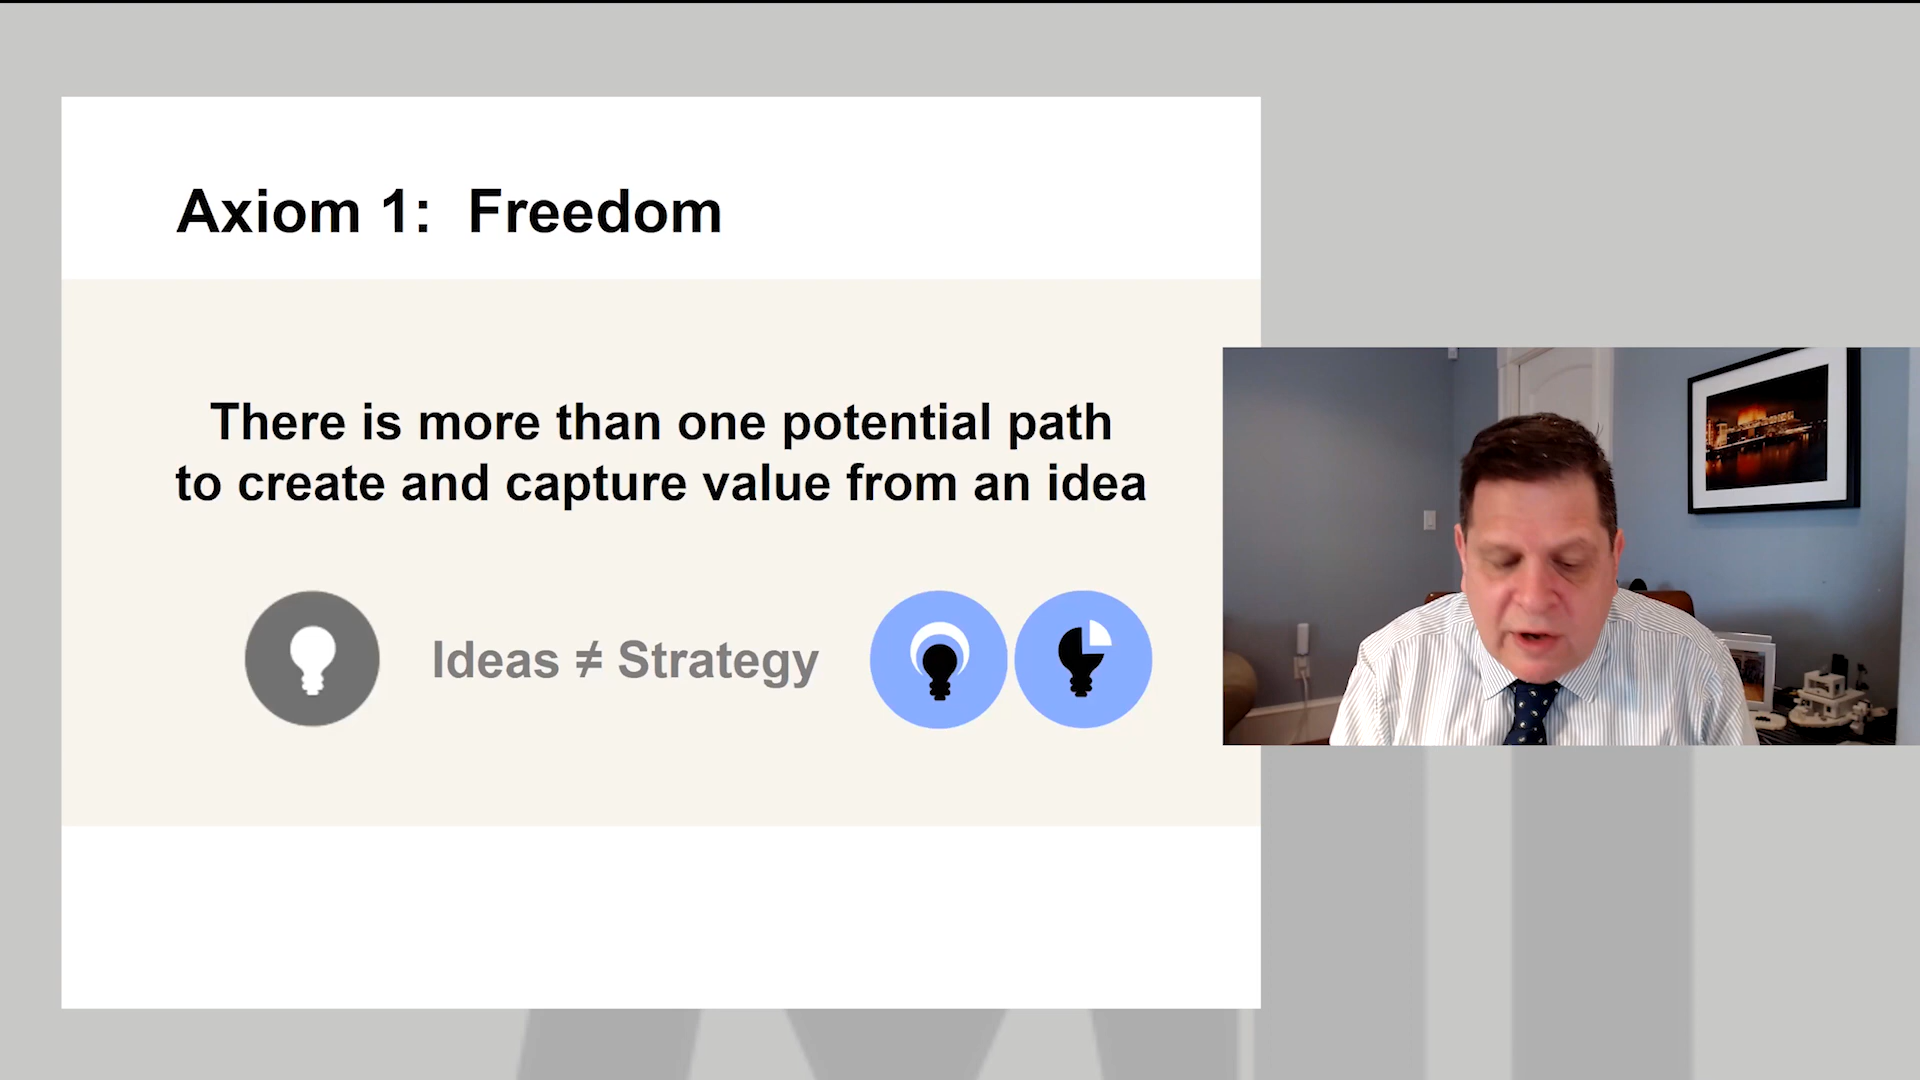 Axiom 1: Freedom
There is more than one potential path
to create and capture value from an idea
Ideas ≠ Strategy